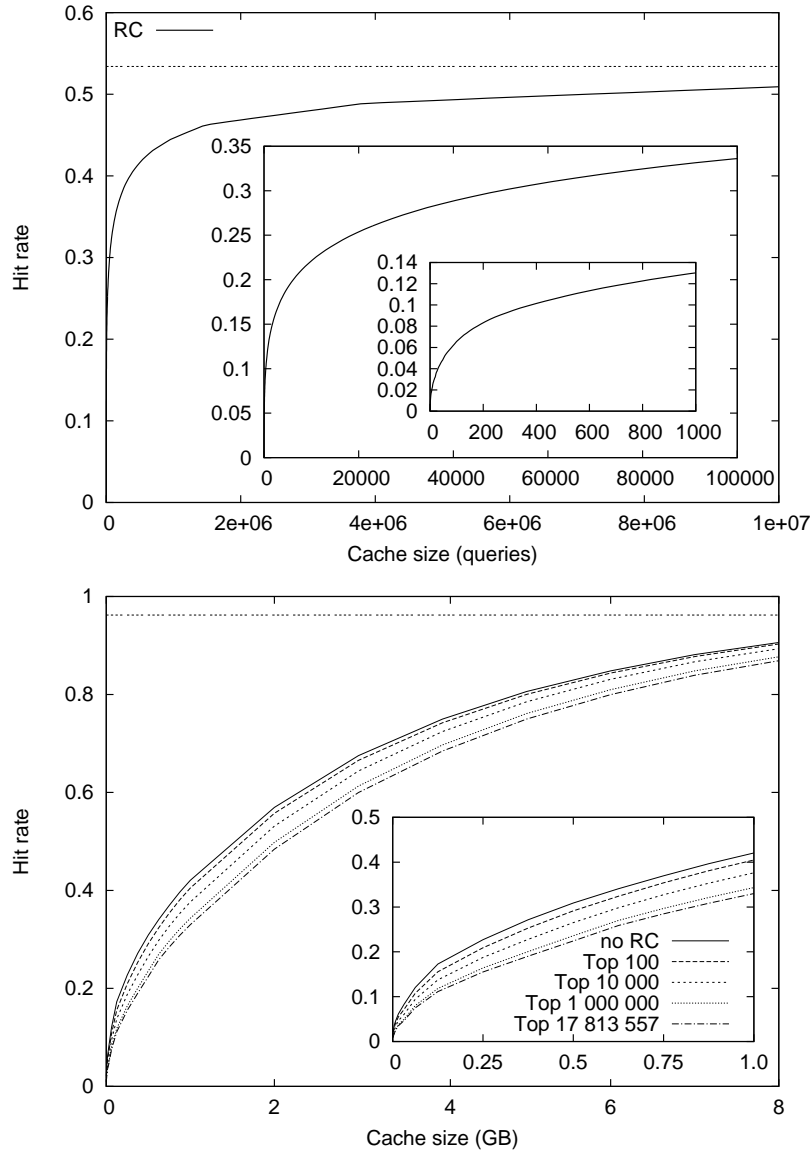 0.6
RC
0.5
0.4
0.3
0.2
0.1
0
Hit rate
0.35
0.3
0.25
0.2
0.15
0.1
0.05
0
0.14
0.12
0.1
0.08
0.06
0.04
0.02
0
0 200 400 600 800 1000
0 20000 40000 60000 80000 100000
0 2e+06 4e+06 6e+06 8e+06 1e+07
Cache size (queries)
1
0.8
0.6
0.4
0.2
0
Hit rate
0.5
0.4
0.3
0.2
0.1
0
no RC
Top 100
Top 10 000
Top 1 000 000
Top 17 813 557
0 0.25 0.5 0.75 1.0
0 2 4 6 8
Cache size (GB)